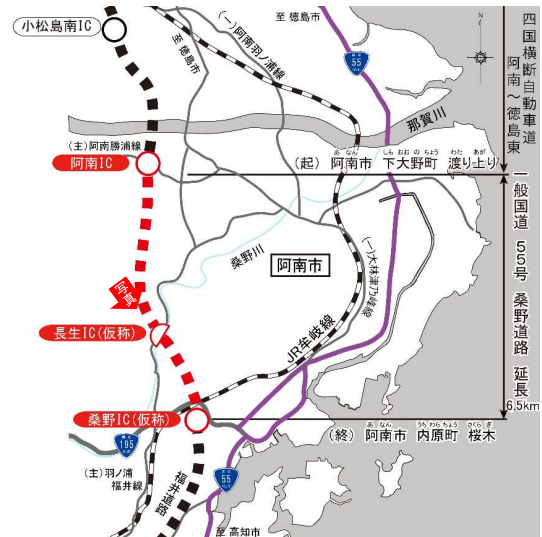 小松島南IC
至 徳島市
(一)阿南羽ノ浦線
至 徳島市
国道
55
四国横断自動車道
阿南～徳島東
那賀川
(主)阿南勝浦線
阿南IC
(起) 阿南市 下大野町 渡り上り
あなん しもおおのちょう わた あが
一般国道 55号 桑野道路 延長
6.5km
桑野川
阿南市
(一)大林津乃峰線
写真
長生IC(仮称)
JR牟岐線
桑野IC(仮称)
(終) 阿南市 内原町 桜木
あなん うちわらちょう さくらぎ
国道
195
(主)羽ノ浦
福井線
福井道路
国道
55
至 高知市
N